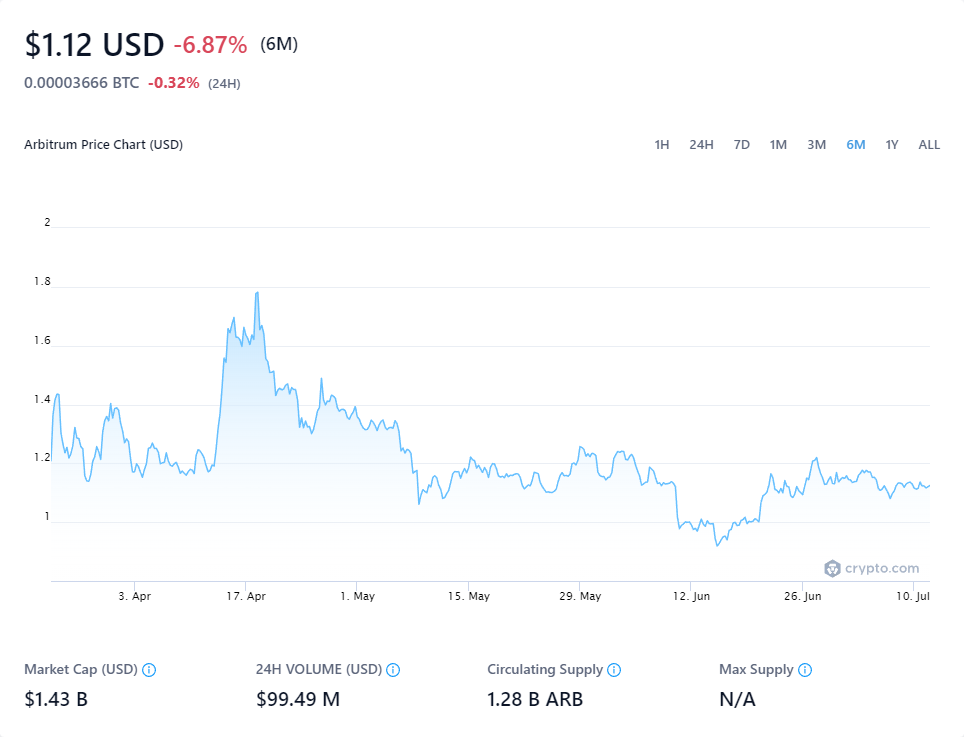 $1.12 USD -6.87% (6M)
0.00003666 BTC -0.32% (24H)
Arbitrum Price Chart (USD) 1H 24H 7D 1M 3M 6M 1Y ALL
2
1.8
1.6
1.4
1.2
1
crypto.com
3. Apr 17. Apr 1. May 15. May 29. May 12. Jun 26. Jun 10. Jul
Market Cap (USD) 24H VOLUME (USD) Circulating Supply Max Supply
$1.43 B $99.49 M 1.28 B ARB N/A